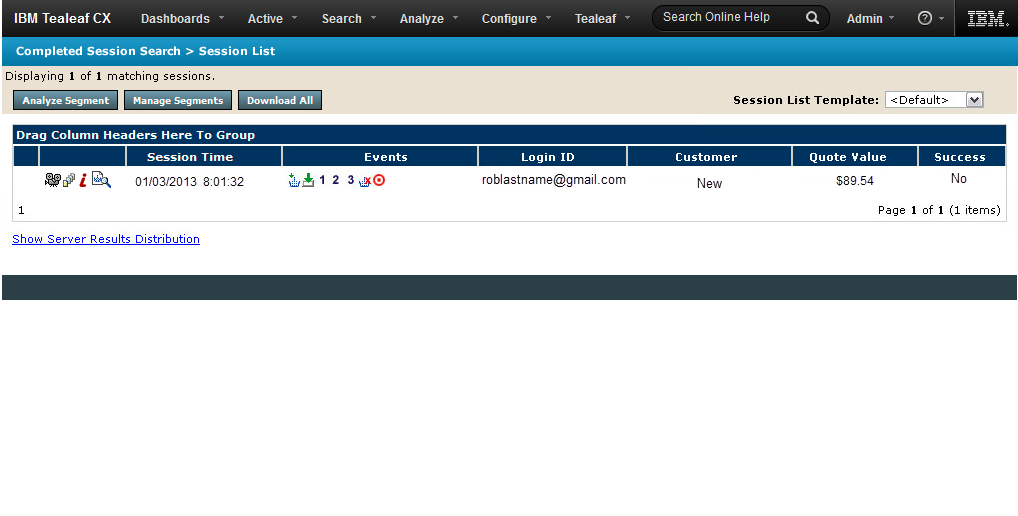 IBM Tealeaf CX Dashboards Active Search Analyze Configure Tealeaf Search Online Help Admin ? IBM.
Completed Session Search > Session List
Displaying 1 of 1 matching sessions.
Analyze Segment Manage Segments Download All Session List Template: <Default>
Drag Column Headers Here To Group
Session Time Events Login ID Customer Quote Value Success
i 01/03/2013 8:01:32 1 2 3 roblastname@gmail.com New $89.54 No
1 Page 1 of 1 (1 items)
Show Server Results Distribution